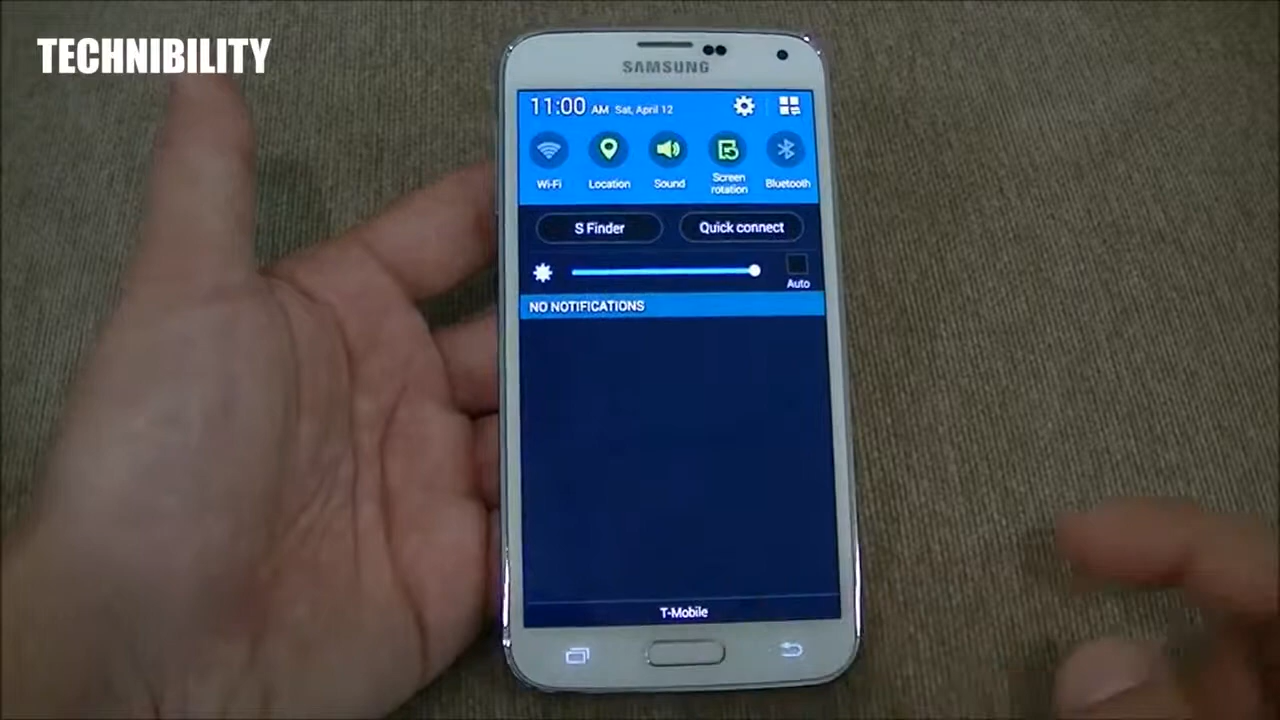 TECHNIBILITY
SAMSUNG
11:00 AM Sat, April 12
Wi-Fi Location Sound Screen rotation Bluetooth
S Finder Quick connect
Auto
NO NOTIFICATIONS
T-Mobile